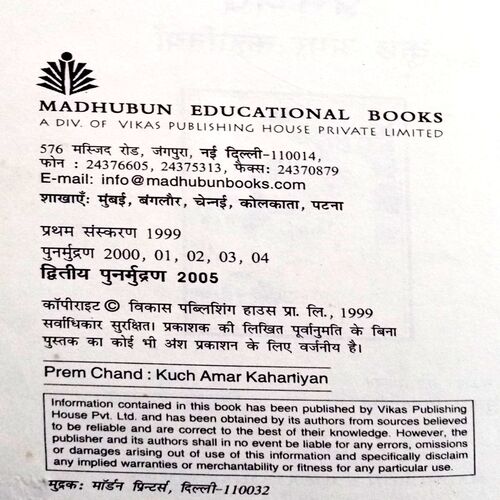 MADHUBUN EDUCATIONAL BOOKS
A DIV. OF VIKAS PUBLISHING HOUSE PRIVATE LIMITED
576 मस्जिद रोड, जंगपुरा, नई दिल्ली-110014,
फोन : 24376605, 24375313, फैक्स: 24370879
E-mail: info@madhubunbooks.com
शाखाएँ: मुंबई, बंगलौर, चेन्नई, कोलकाता, पटना
प्रथम संस्करण 1999
पुनर्मुद्रण 2000, 01, 02, 03, 04
द्वितीय पुनर्मुद्रण 2005
कॉपीराइट © विकास पब्लिशिंग हाउस प्रा. लि., 1999
सर्वाधिकार सुरक्षित। प्रकाशक की लिखित पूर्वानुमति के बिना
पुस्तक का कोई भी अंश प्रकाशन के लिए वर्जनीय है।
Prem Chand : Kuch Amar Kahaniyan
Information contained in this book has been published by Vikas Publishing
House Pvt. Ltd. and has been obtained by its authors from sources believed
to be reliable and are correct to the best of their knowledge. However, the
publisher and its authors shall in no event be liable for any errors, omissions
or damages arising out of use of this information and specifically disclaim
any implied warranties or merchantability or fitness for any particular use.
मुद्रक: मॉर्डन प्रिन्टर्स, दिल्ली-110032